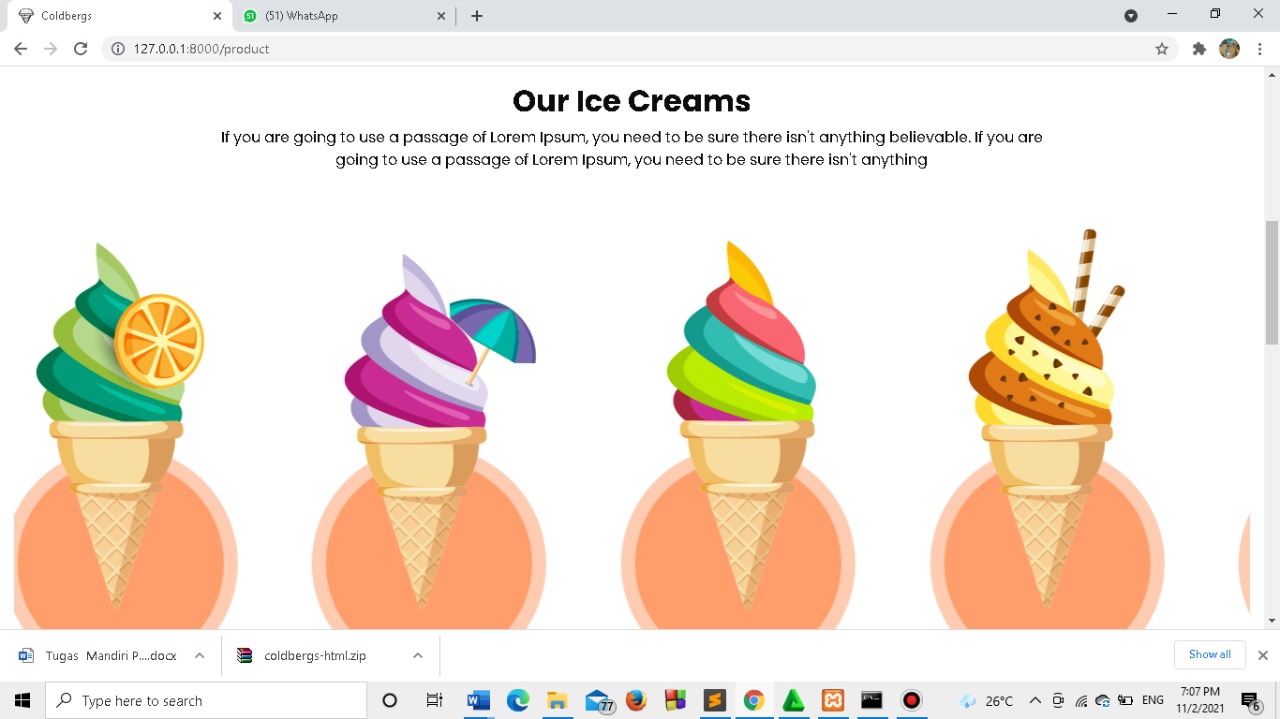 Coldbergs
(51) WhatsApp
127.0.0.1:8000/product
Our Ice Creams
If you are going to use a passage of Lorem Ipsum, you need to be sure there isn't anything believable. If you are
going to use a passage of Lorem Ipsum, you need to be sure there isn't anything
Tugas Mandiri P....docx
coldbergs-html.zip
Show all
Type here to search
77
26°C
ENG
7:07 PM
11/2/2021
6